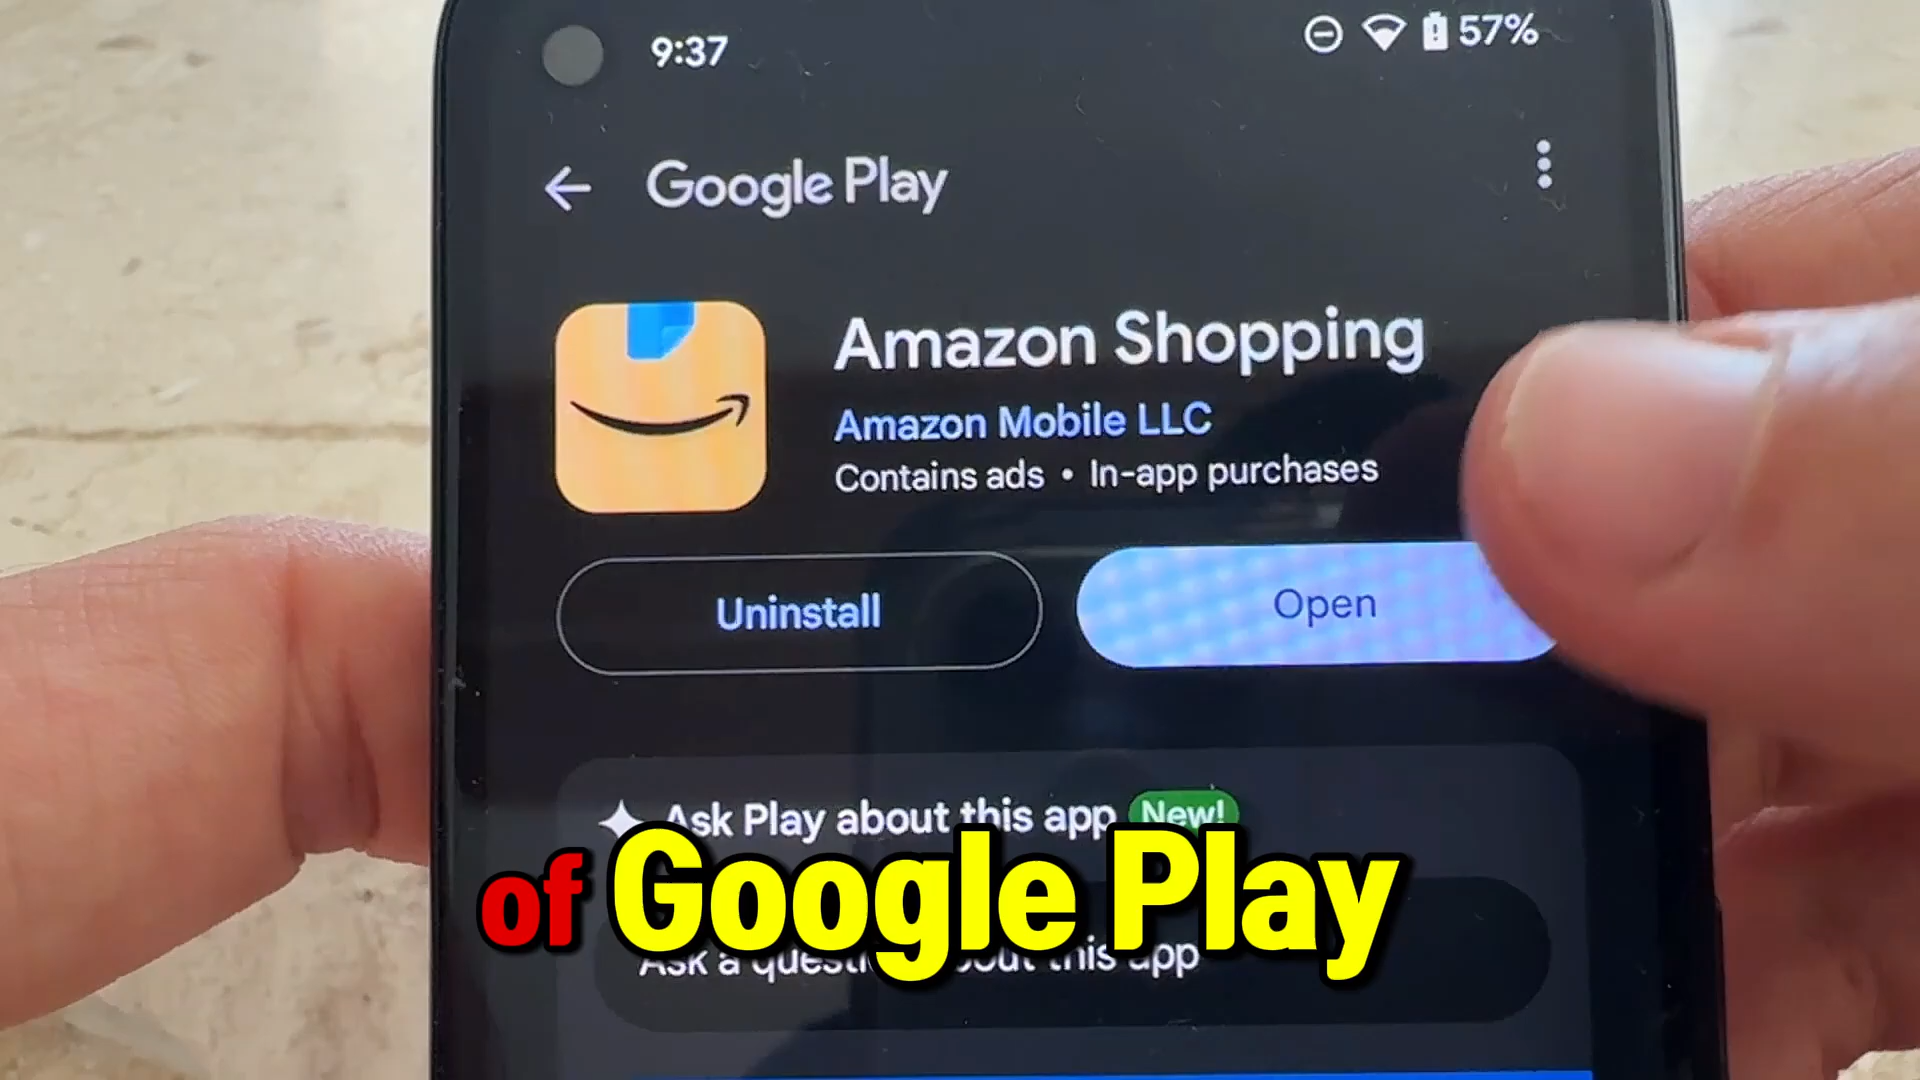 9:37
57%
Google Play
Amazon Shopping
Amazon Mobile LLC
Contains ads • In-app purchases
Uninstall
Open
Ask Play about this app New!
of Google Play
Ask a question about this app